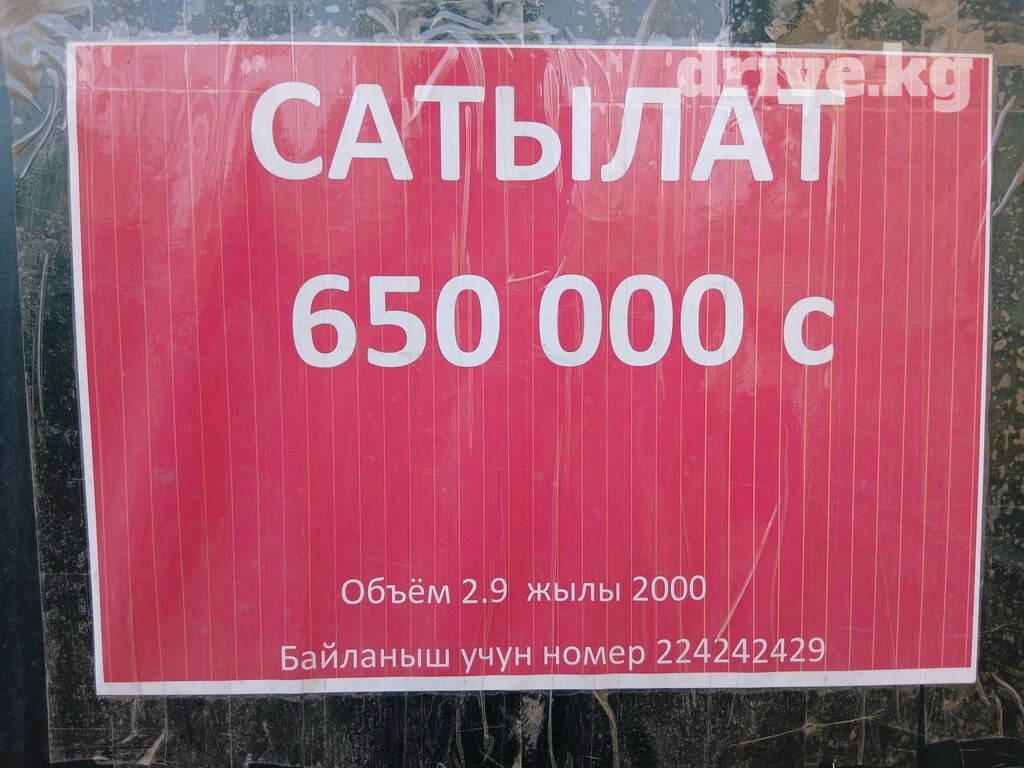 drive.kg
САТЫЛАТ
650 000 с
Объём 2.9 жылы 2000
Байланыш учун номер 224242429